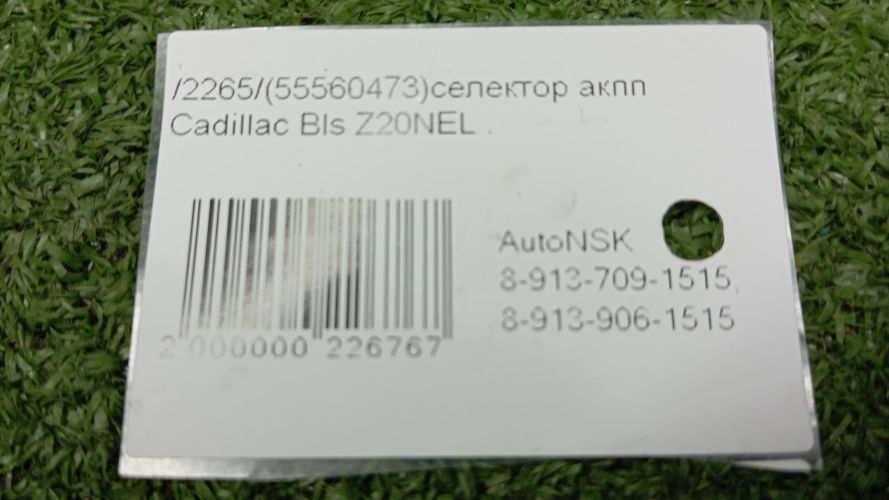 /2265/(55560473)селектор акпп
Cadillac Bls Z20NEL .
AutoNSK
8-913-709-1515,
8-913-906-1515
2 000000 226767